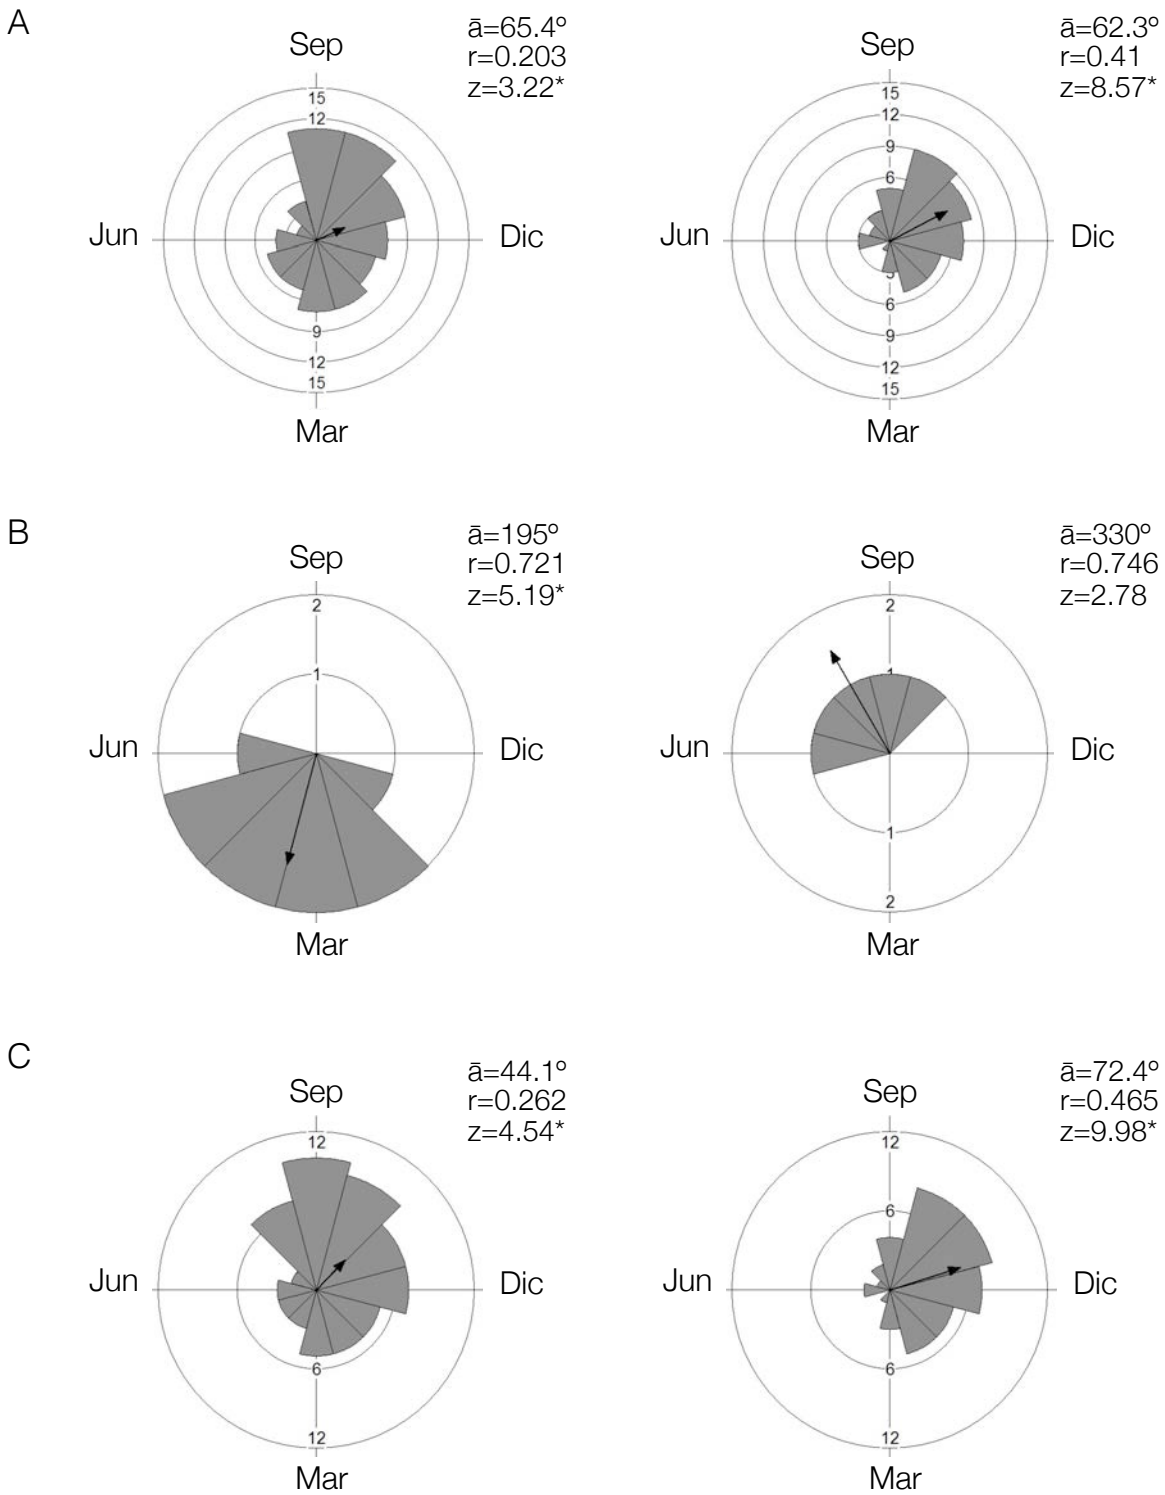 A
ā=65.4º
r=0.203
z=3.22*
Sep
15
12
Jun
Dic
9
12
15
Mar
ā=62.3º
r=0.41
z=8.57*
Sep
15
12
9
6
Jun
Dic
6
9
12
15
Mar
B
ā=195º
r=0.721
z=5.19*
Sep
2
1
Jun
Dic
Mar
ā=330º
r=0.746
z=2.78
Sep
2
1
Jun
Dic
1
2
Mar
C
ā=44.1º
r=0.262
z=4.54*
Sep
12
Jun
Dic
6
12
Mar
ā=72.4º
r=0.465
z=9.98*
Sep
12
6
Jun
Dic
6
12
Mar